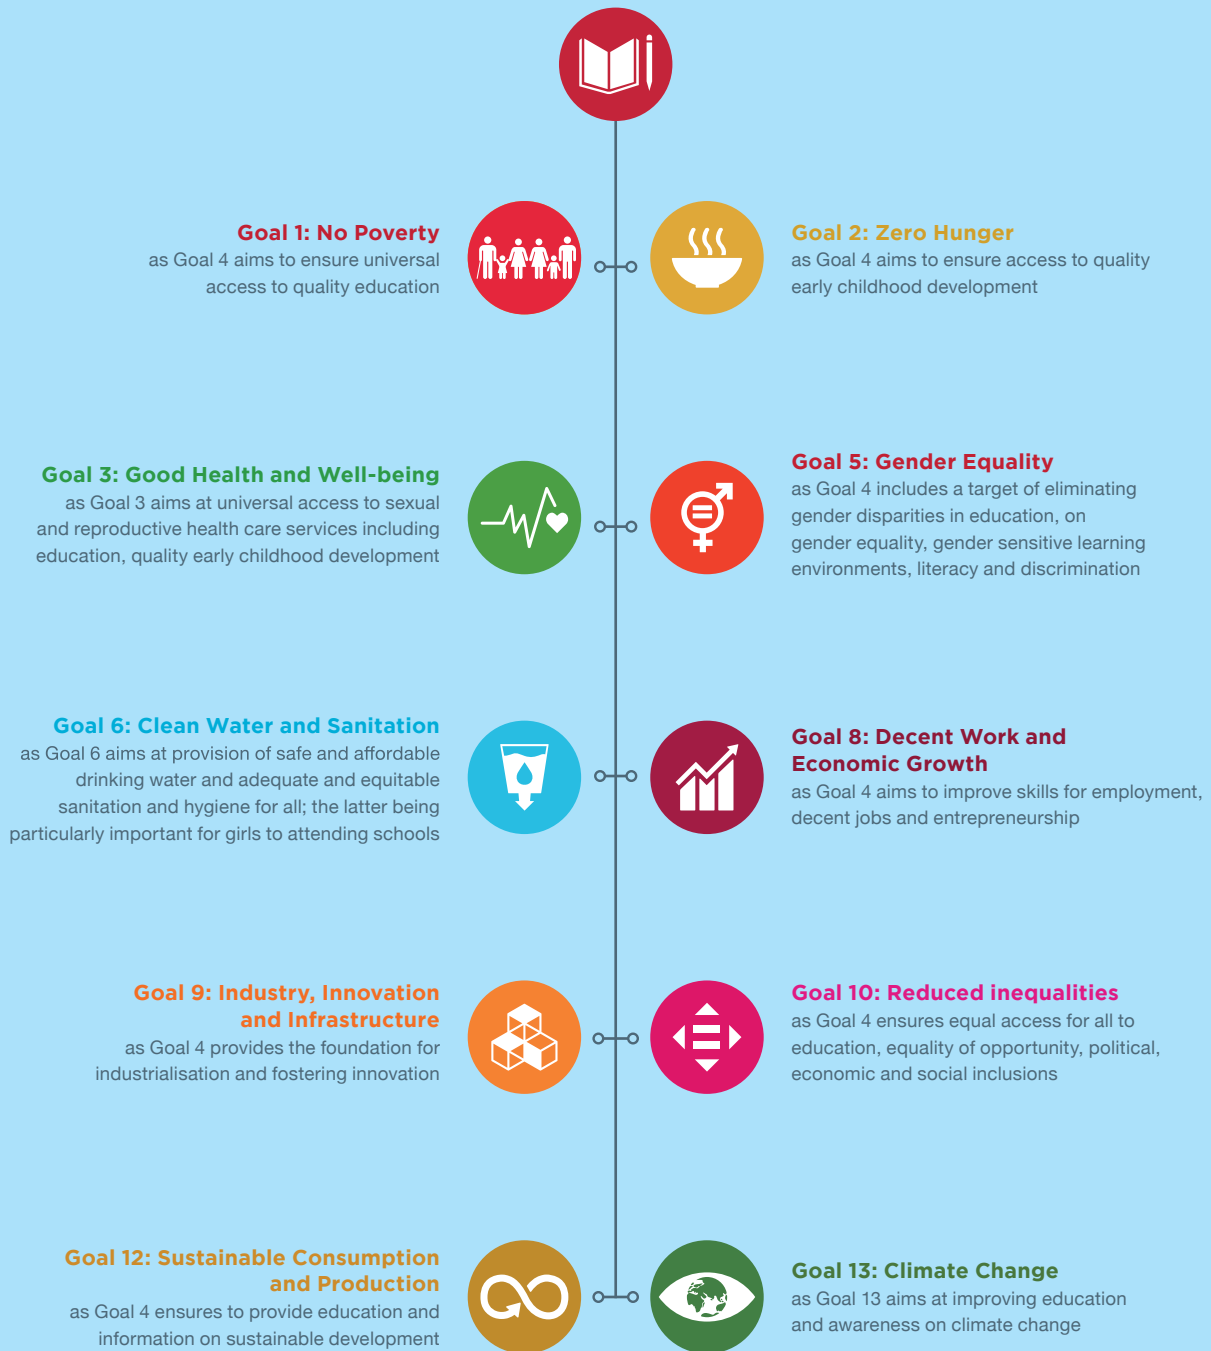 Goal 1: No Poverty
as Goal 4 aims to ensure universal
access to quality education
Goal 2: Zero Hunger
as Goal 4 aims to ensure access to quality
early childhood development
Goal 3: Good Health and Well-being
as Goal 3 aims at universal access to sexual
and reproductive health care services including
education, quality early childhood development
Goal 5: Gender Equality
as Goal 4 includes a target of eliminating
gender disparities in education, on
gender equality, gender sensitive learning
environments, literacy and discrimination
Goal 6: Clean Water and Sanitation
as Goal 6 aims at provision of safe and affordable
drinking water and adequate and equitable
sanitation and hygiene for all; the latter being
particularly important for girls to attending schools
Goal 8: Decent Work and
Economic Growth
as Goal 4 aims to improve skills for employment,
decent jobs and entrepreneurship
Goal 9: Industry, Innovation
and Infrastructure
as Goal 4 provides the foundation for
industrialisation and fostering innovation
Goal 10: Reduced inequalities
as Goal 4 ensures equal access for all to
education, equality of opportunity, political,
economic and social inclusions
Goal 12: Sustainable Consumption
and Production
as Goal 4 ensures to provide education and
information on sustainable development
Goal 13: Climate Change
as Goal 13 aims at improving education
and awareness on climate change